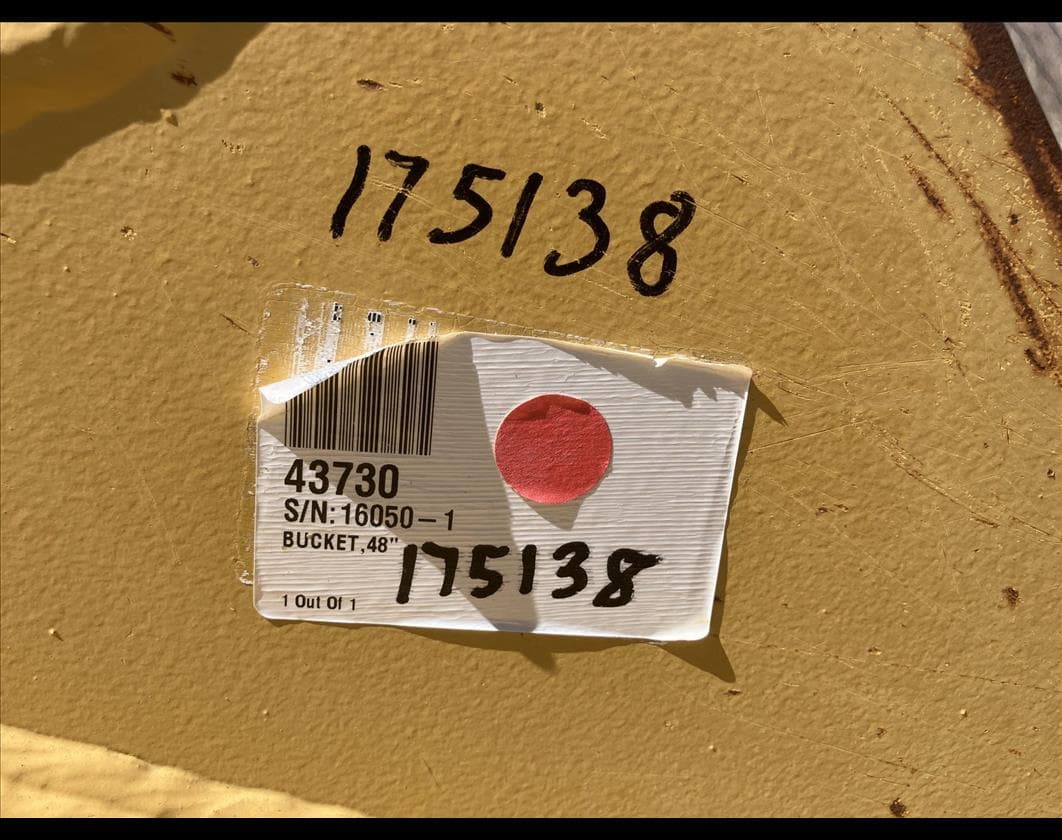 175138
43730
S/N: 16050-1
BUCKET,48"
175138
1 Out Of 1